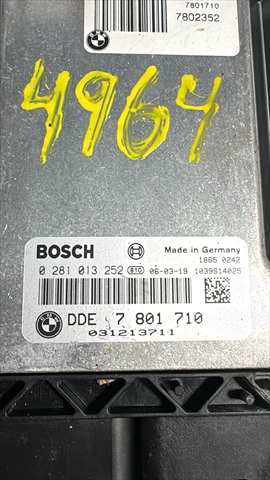 7801710
7802352
4964
BOSCH
Made in Germany
1865 0242
0 281 013 252 E10 06-03-19 1039S14025
DDE 7 801 710
031213711